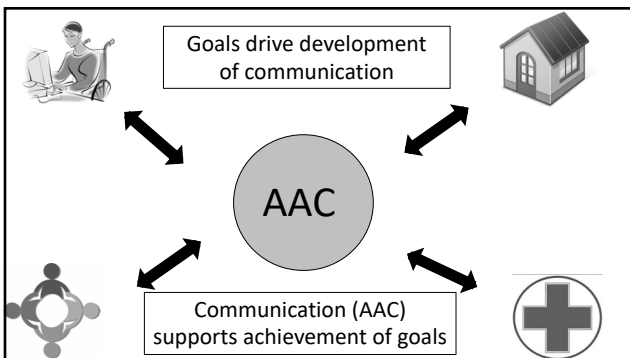 Goals drive development
of communication
AAC
Communication (AAC)
supports achievement of goals